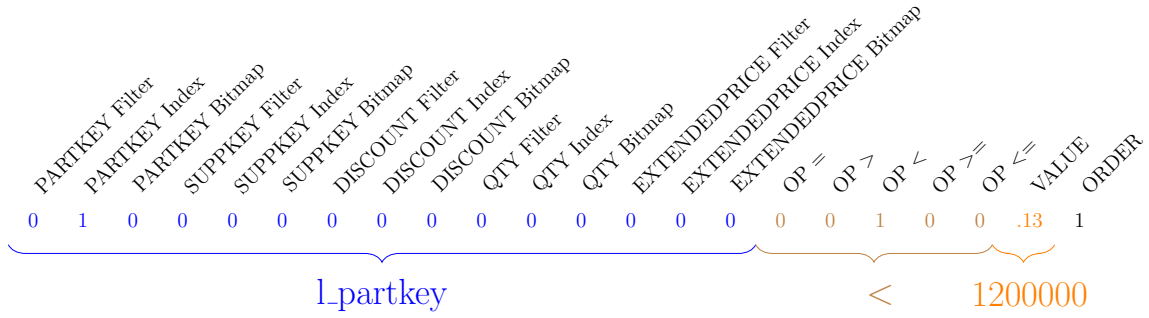 PARTKEY Filter
PARTKEY Index
PARTKEY Bitmap
SUPPKEY Filter
SUPPKEY Index
SUPPKEY Bitmap
DISCOUNT Filter
DISCOUNT Index
DISCOUNT Bitmap
QTY Filter
QTY Index
QTY Bitmap
EXTENDEDPRICE Filter
EXTENDEDPRICE Index
EXTENDEDPRICE Bitmap
OP =
OP >
OP <
OP >=
OP <=
VALUE
ORDER
0 1 0 0 0 0 0 0 0 0 0 0 0 0 0 0 0 1 0 0 .13 1
l_partkey < 1200000